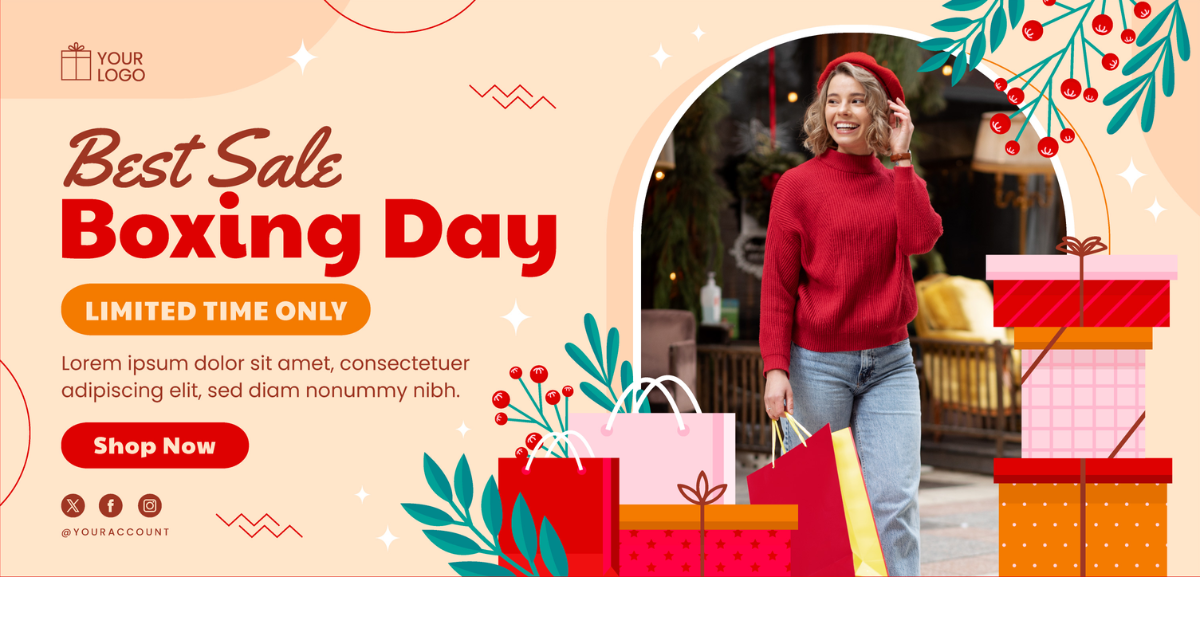 YOUR
LOGO
Best Sale
Boxing Day
LIMITED TIME ONLY
Lorem ipsum dolor sit amet, consectetuer
adipiscing elit, sed diam nonummy nibh.
Shop Now
@YOURACCOUNT